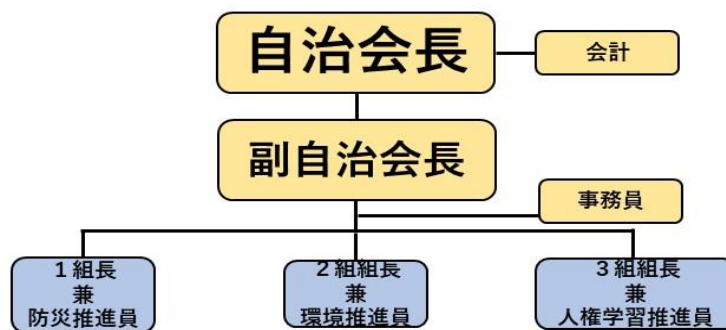 自治会長
会計
副自治会長
事務員
１組長
兼
防災推進員
２組組長
兼
環境推進員
３組組長
兼
人権学習推進員